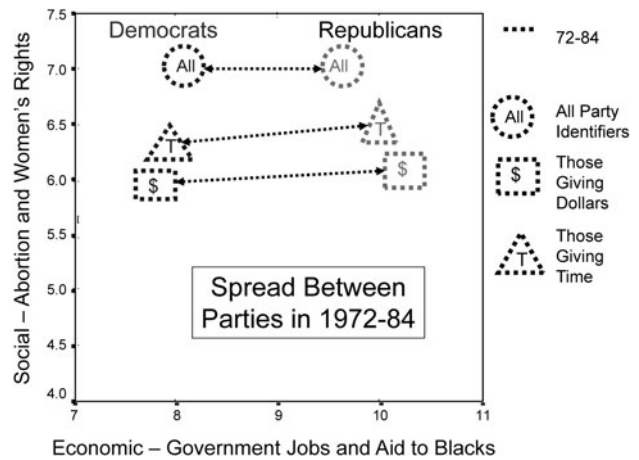 Democrats
Republicans
7.5
7.0
6.5
6.0
5.5
5.0
4.5
4.0
7
8
9
10
11
Social – Abortion and Women's Rights
Economic – Government Jobs and Aid to Blacks
All
All
T
T
$
$
Spread Between
Parties in 1972-84
72-84
All
All Party
Identifiers
$
Those
Giving
Dollars
T
Those
Giving
Time